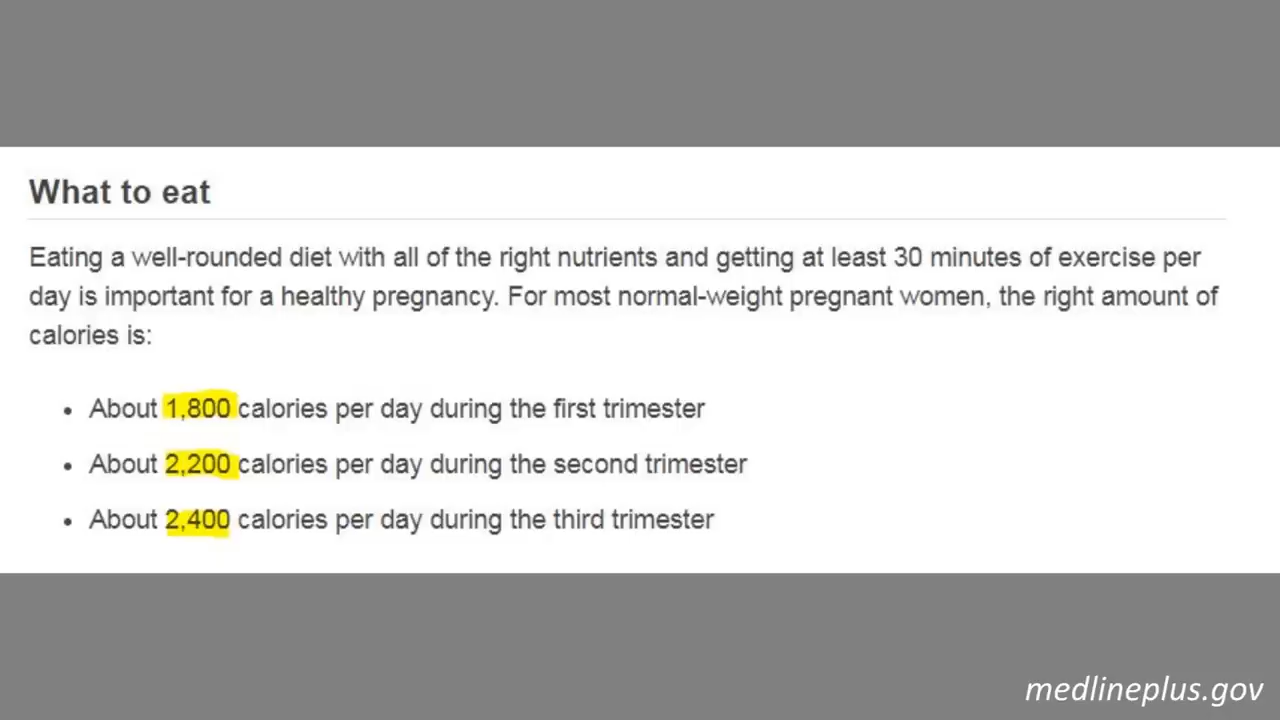 What to eat
Eating a well-rounded diet with all of the right nutrients and getting at least 30 minutes of exercise per
day is important for a healthy pregnancy. For most normal-weight pregnant women, the right amount of
calories is:
• About 1,800 calories per day during the first trimester
• About 2,200 calories per day during the second trimester
• About 2,400 calories per day during the third trimester
medlineplus.gov